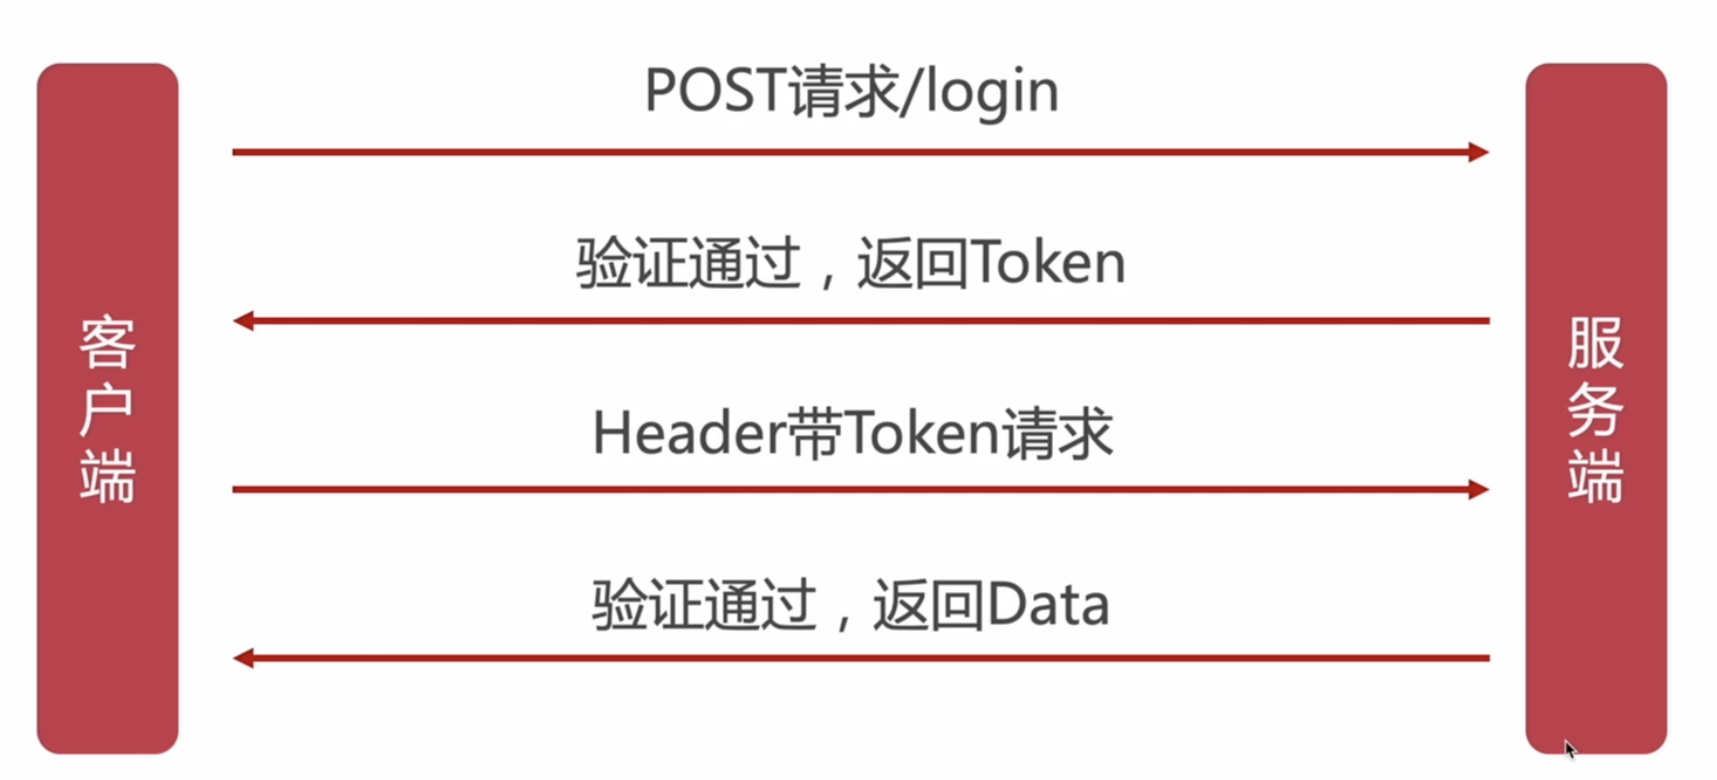 POST请求/login
验证通过，返回Token
客户端
服务端
Header带Token请求
验证通过，返回Data